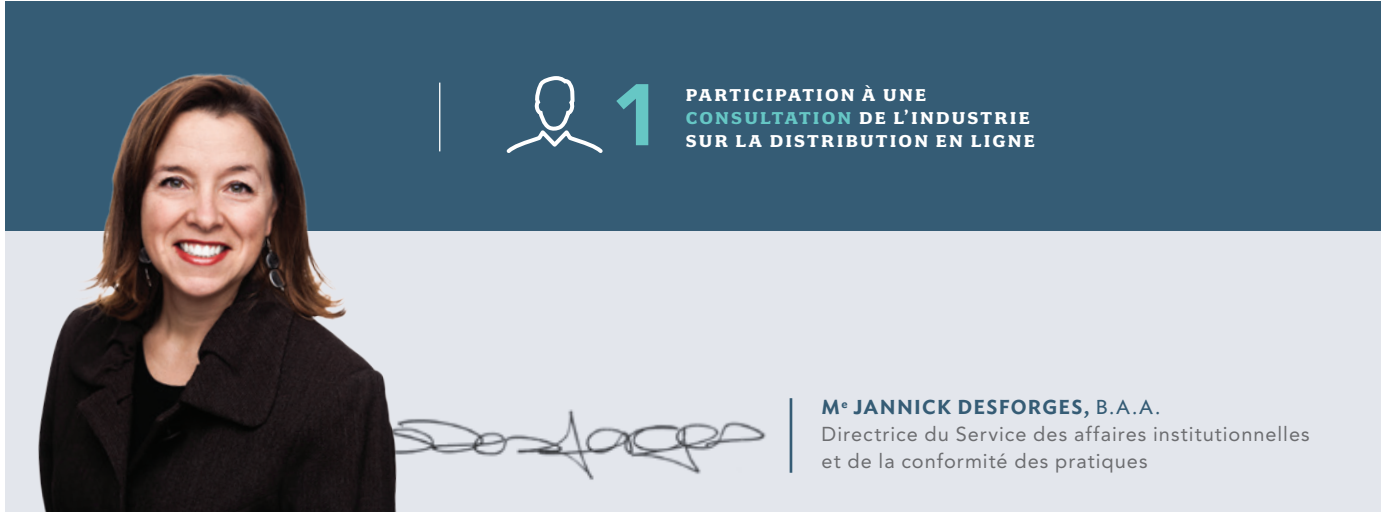 1
PARTICIPATION À UNE
CONSULTATION DE L’INDUSTRIE
SUR LA DISTRIBUTION EN LIGNE
Desforges
Mᵉ JANNICK DESFORGES, B.A.A.
Directrice du Service des affaires institutionnelles
et de la conformité des pratiques